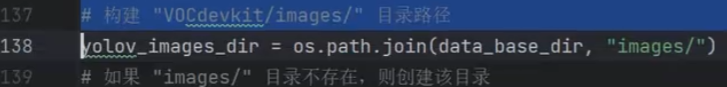 137 # 构建 "VOCdevkit/images/" 目录路径
138 yolov_images_dir = os.path.join(data_base_dir, "images/")
139 # 如果 "images/" 目录不存在，则创建该目录